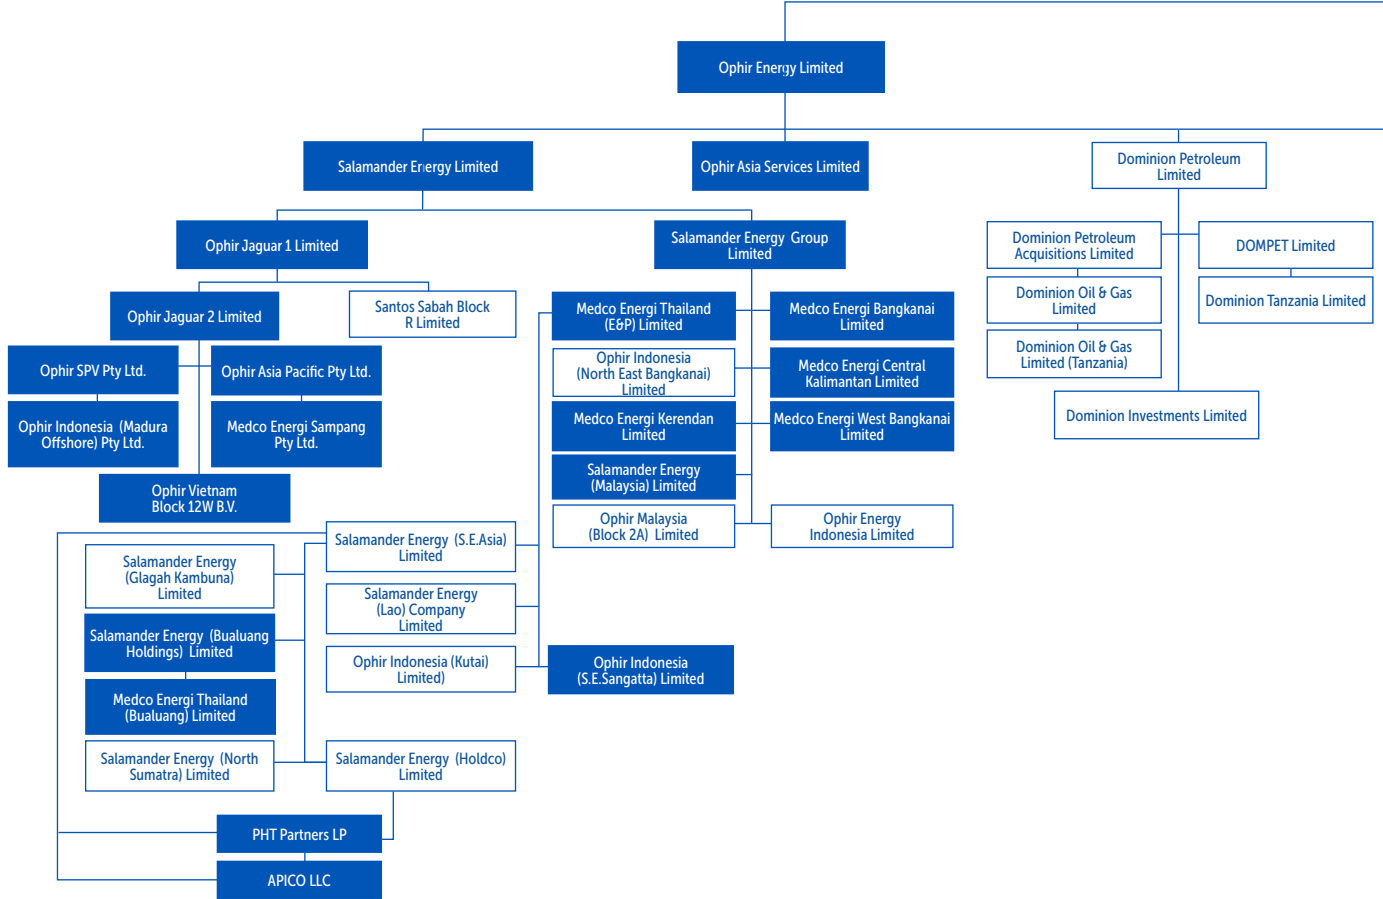 Ophir Energy Limited
Salamander Energy Limited
Ophir Asia Services Limited
Dominion Petroleum
Limited
Ophir Jaguar 1 Limited
Salamander Energy Group
Limited
Dominion Petroleum
Acquisitions Limited
DOMPET Limited
Ophir Jaguar 2 Limited
Santos Sabah Block
R Limited
Medco Energi Thailand
(E&P) Limited
Medco Energi Bangkanai
Limited
Dominion Oil & Gas
Limited
Dominion Tanzania Limited
Ophir SPV Pty Ltd.
Ophir Asia Pacific Pty Ltd.
Ophir Indonesia
(North East Bangkanai)
Limited
Medco Energi Central
Kalimantan Limited
Dominion Oil & Gas
Limited (Tanzania)
Ophir Indonesia (Madura
Offshore) Pty Ltd.
Medco Energi Sampang
Pty Ltd.
Medco Energi Kerendan
Limited
Medco Energi West Bangkanai
Limited
Dominion Investments Limited
Salamander Energy
(Malaysia) Limited
Ophir Vietnam
Block 12W B.V.
Ophir Malaysia
(Block 2A) Limited
Ophir Energy
Indonesia Limited
Salamander Energy (S.E.Asia)
Limited
Salamander Energy
(Glagah Kambuna)
Limited
Salamander Energy
(Lao) Company
Limited
Salamander Energy (Bualuang
Holdings) Limited
Ophir Indonesia (Kutai)
Limited)
Ophir Indonesia
(S.E.Sangatta) Limited
Medco Energi Thailand
(Bualuang) Limited
Salamander Energy (North
Sumatra) Limited
Salamander Energy (Holdco)
Limited
PHT Partners LP
APICO LLC